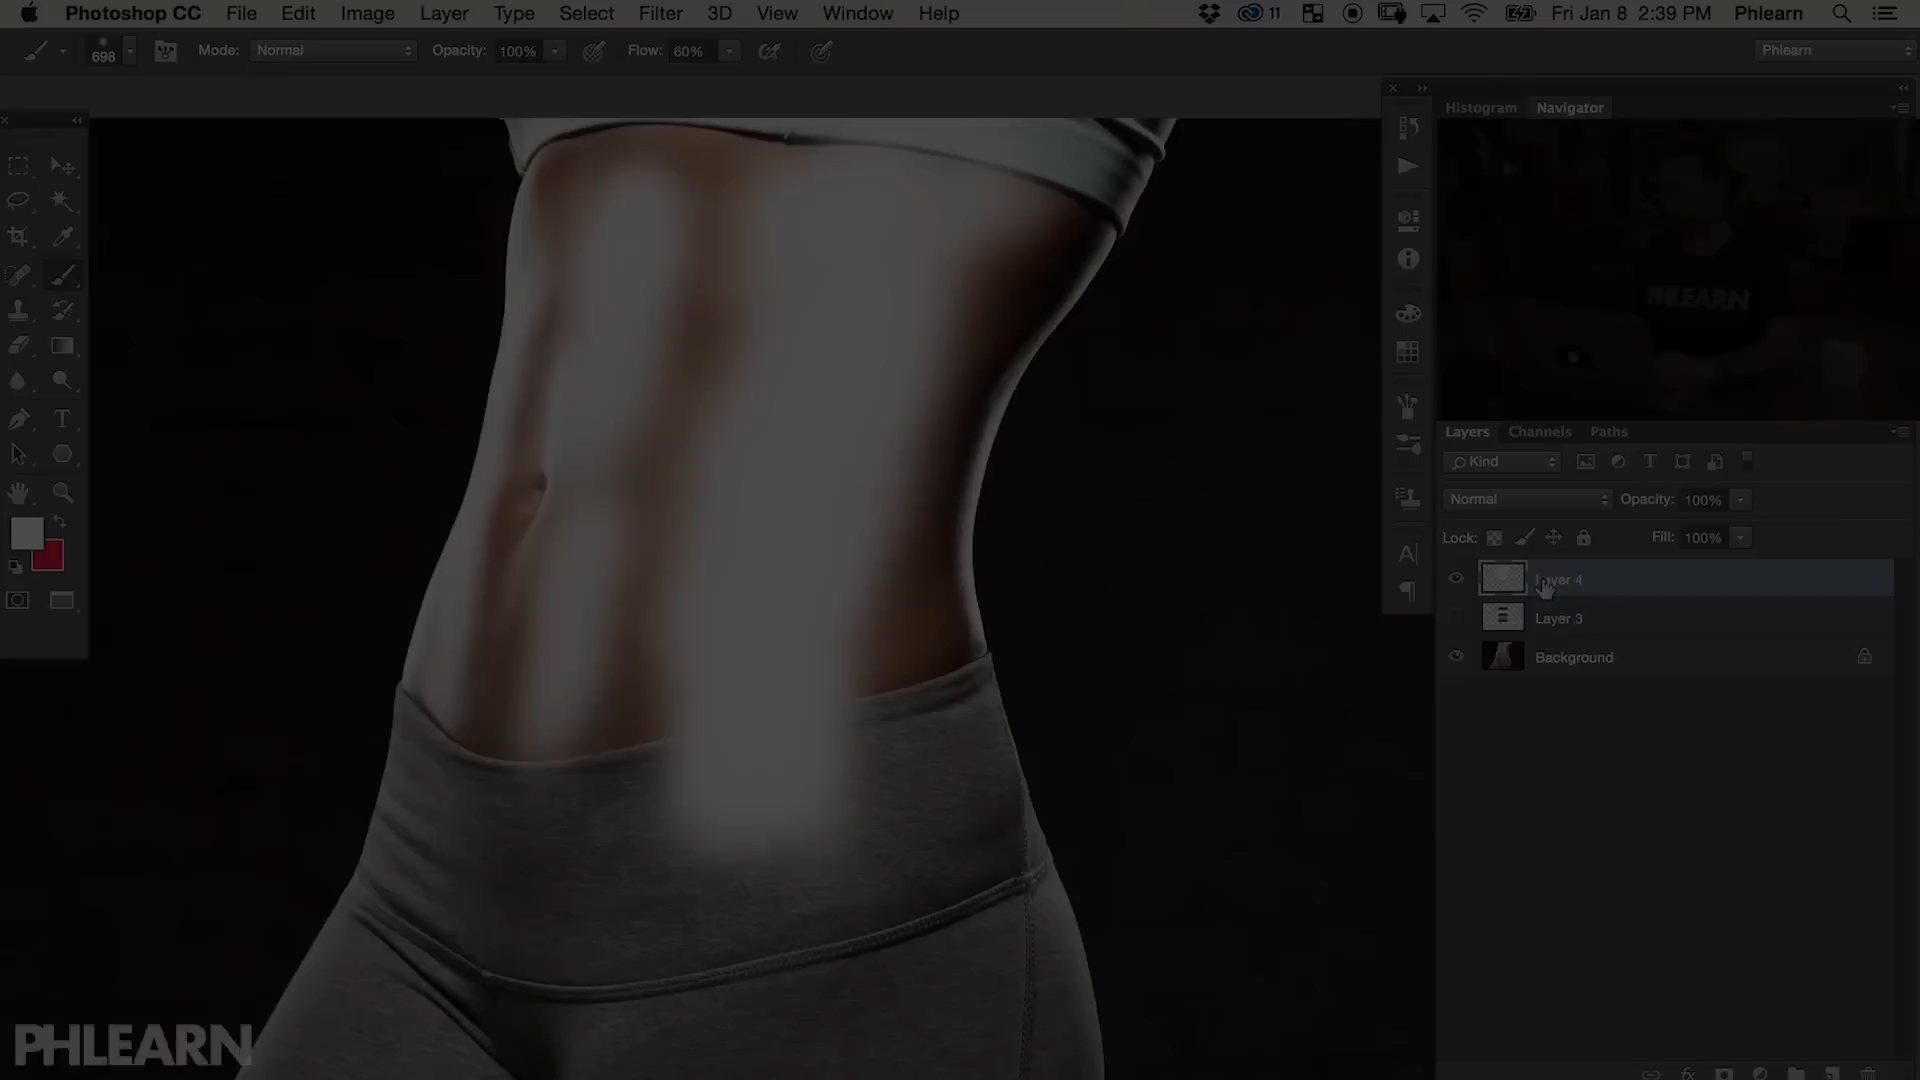 Photoshop CC File Edit Image Layer Type Select Filter 3D View Window Help 11 Fri Jan 8 2:39 PM Phlearn
698 Mode: Normal Opacity: 100% Flow: 60% Phlearn
Histogram Navigator
PHLEARN
Layers Channels Paths
Kind
Normal Opacity: 100%
Lock: Fill: 100%
Layer 4
Layer 3
Background
PHLEARN